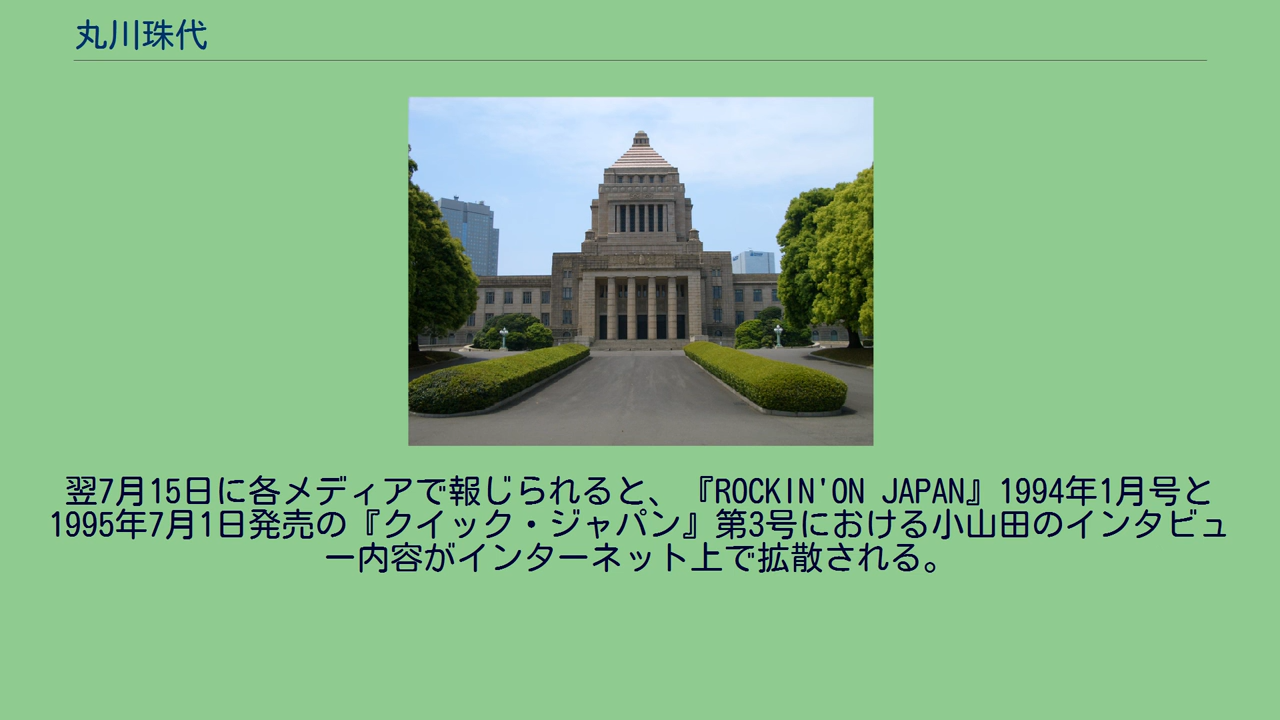 丸川珠代
翌7月15日に各メディアで報じられると、『ROCKIN'ON JAPAN』1994年1月号と
1995年7月1日発売の『クイック・ジャパン』第3号における小山田のインタビュ
ー内容がインターネット上で拡散される。